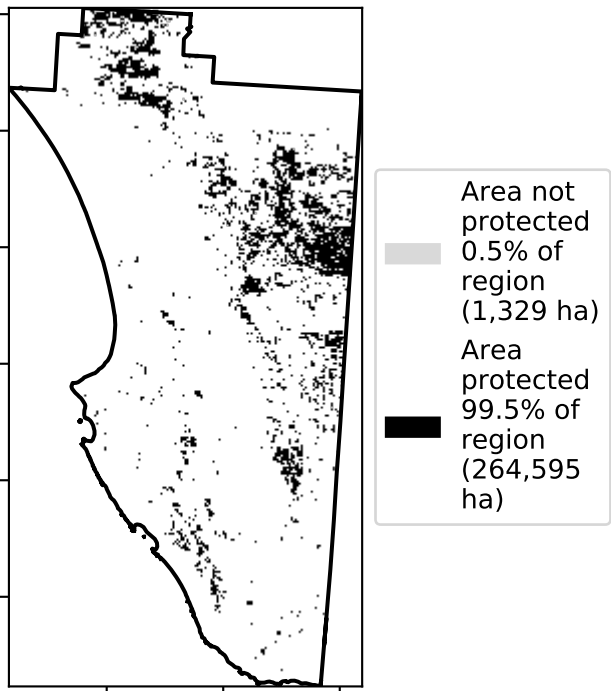 Area not
protected
0.5% of
region
(1,329 ha)
Area
protected
99.5% of
region
(264,595
ha)